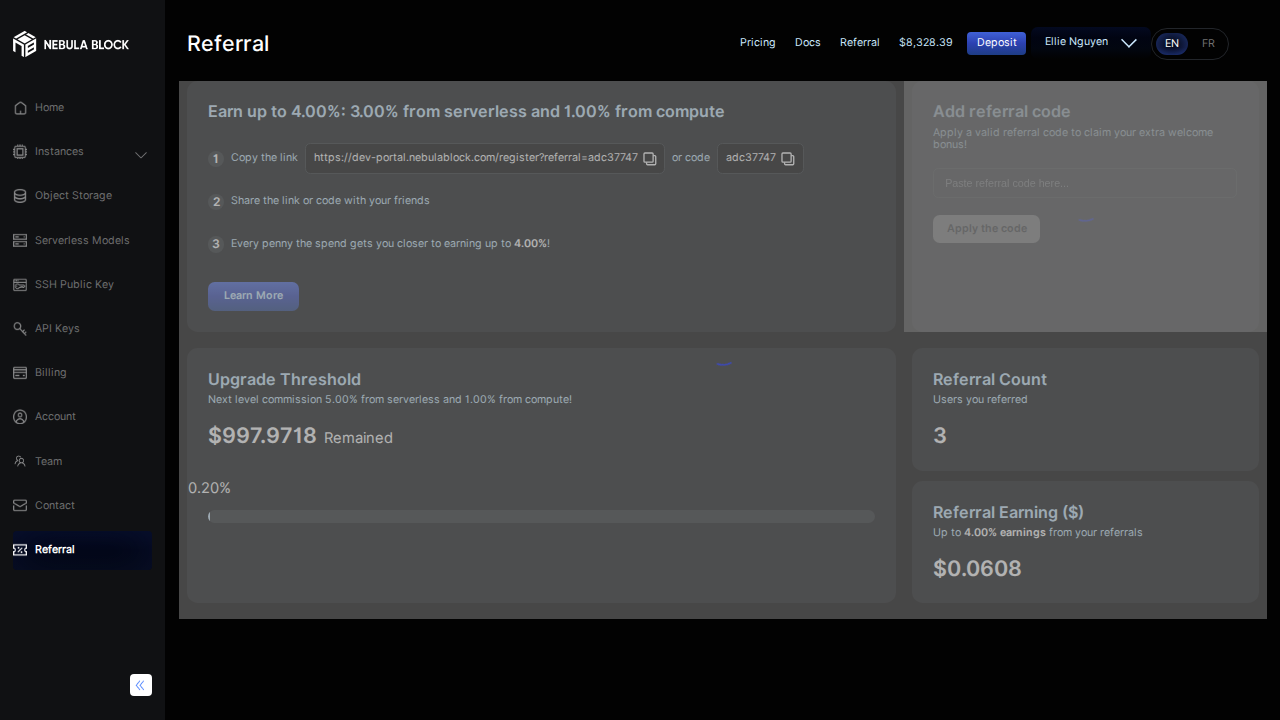 NEBULA BLOCK
Home
Instances
Object Storage
Serverless Models
SSH Public Key
API Keys
Billing
Account
Team
Contact
Referral
Referral
Pricing Docs Referral $8,328.39 Deposit Ellie Nguyen EN FR
Earn up to 4.00%: 3.00% from serverless and 1.00% from compute
1 Copy the link https://dev-portal.nebulablock.com/register?referral=adc37747 or code adc37747
2 Share the link or code with your friends
3 Every penny the spend gets you closer to earning up to 4.00%!
Learn More
Add referral code
Apply a valid referral code to claim your extra welcome
bonus!
Paste referral code here...
Apply the code
Upgrade Threshold
Next level commission 5.00% from serverless and 1.00% from compute!
$997.9718 Remained
0.20%
Referral Count
Users you referred
3
Referral Earning ($)
Up to 4.00% earnings from your referrals
$0.0608